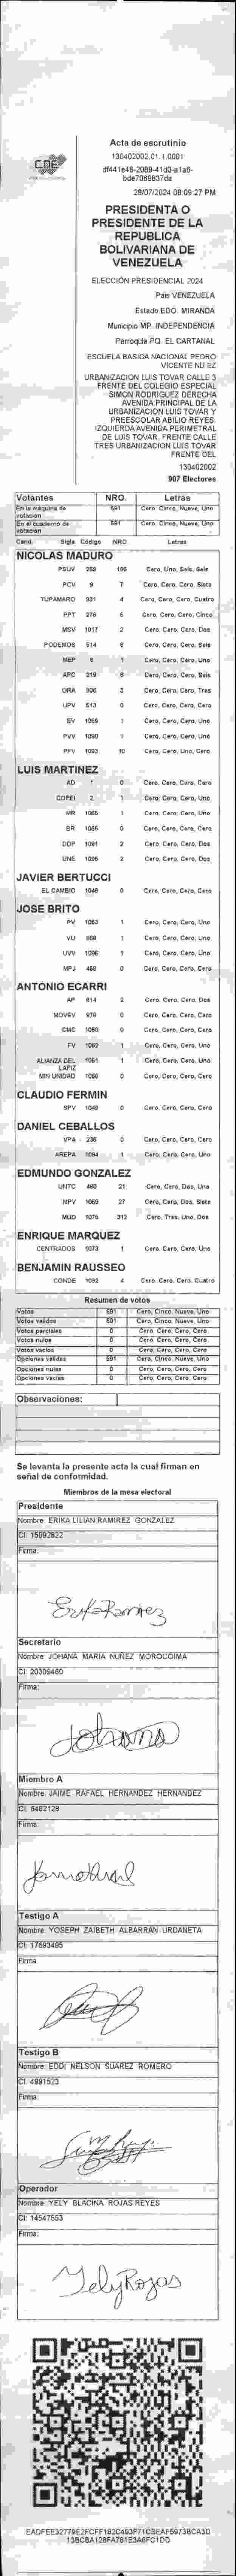 CNE
Acta de escrutinio
130402002.01.1.0001
df441e48-2089-41d0-a1a6-
bde7069837da
28/07/2024 08:09:27 PM
PRESIDENTA O
PRESIDENTE DE LA
REPUBLICA
BOLIVARIANA DE
VENEZUELA
ELECCIÓN PRESIDENCIAL 2024
País VENEZUELA
Estado EDO. MIRANDA
Municipio MP. INDEPENDENCIA
Parroquia PQ. EL CARTANAL
ESCUELA BASICA NACIONAL PEDRO
VICENTE NU EZ
URBANIZACION LUIS TOVAR CALLE 3
FRENTE DEL COLEGIO ESPECIAL
SIMON RODRIGUEZ DERECHA
AVENIDA PRINCIPAL DE LA
URBANIZACION LUIS TOVAR Y
PREESCOLAR ABILIO REYES.
IZQUIERDA AVENIDA PERIMETRAL
DE LUIS TOVAR. FRENTE CALLE
TRES URBANIZACION LUIS TOVAR
FRENTE DEL
130402002
907 Electores
Votantes NRO. Letras
En la máquina de votación 591 Cero, Cinco, Nueve, Uno
En el cuaderno de votación 591 Cero, Cinco, Nueve, Uno
Cand. Sigla Código NRO Letras
NICOLAS MADURO
PSUV 269 166 Cero, Uno, Seis, Seis
PCV 9 7 Cero, Cero, Cero, Siete
TUPAMARO 931 4 Cero, Cero, Cero, Cuatro
PPT 276 5 Cero, Cero, Cero, Cinco
MSV 1017 2 Cero, Cero, Cero, Dos
PODEMOS 514 6 Cero, Cero, Cero, Seis
MEP 6 1 Cero, Cero, Cero, Uno
APC 219 6 Cero, Cero, Cero, Seis
ORA 906 3 Cero, Cero, Cero, Tres
UPV 513 0 Cero, Cero, Cero, Cero
EV 1069 1 Cero, Cero, Cero, Uno
PVV 1090 1 Cero, Cero, Cero, Uno
PFV 1093 10 Cero, Cero, Uno, Cero
LUIS MARTINEZ
AD 1 0 Cero, Cero, Cero, Cero
COPEI 2 1 Cero, Cero, Cero, Uno
MR 1065 1 Cero, Cero, Cero, Uno
BR 1085 0 Cero, Cero, Cero, Cero
DDP 1091 2 Cero, Cero, Cero, Dos
UNE 1095 2 Cero, Cero, Cero, Dos
JAVIER BERTUCCI
EL CAMBIO 1049 0 Cero, Cero, Cero, Cero
JOSE BRITO
PV 1063 1 Cero, Cero, Cero, Uno
VU 968 1 Cero, Cero, Cero, Uno
UVV 1096 1 Cero, Cero, Cero, Uno
MPJ 458 0 Cero, Cero, Cero, Cero
ANTONIO ECARRI
AP 814 2 Cero, Cero, Cero, Dos
MOVEV 978 0 Cero, Cero, Cero, Cero
CMC 1050 0 Cero, Cero, Cero, Cero
FV 1062 1 Cero, Cero, Cero, Uno
ALIANZA DEL LAPIZ 1061 1 Cero, Cero, Cero, Uno
MIN UNIDAD 1068 0 Cero, Cero, Cero, Cero
CLAUDIO FERMIN
SPV 1048 0 Cero, Cero, Cero, Cero
DANIEL CEBALLOS
VPA 236 0 Cero, Cero, Cero, Cero
AREPA 1094 1 Cero, Cero, Cero, Uno
EDMUNDO GONZALEZ
UNTC 460 21 Cero, Cero, Dos, Uno
MPV 1069 27 Cero, Cero, Dos, Siete
MUD 1076 312 Cero, Tres, Uno, Dos
ENRIQUE MARQUEZ
CENTRADOS 1073 1 Cero, Cero, Cero, Uno
BENJAMIN RAUSSEO
CONDE 1092 4 Cero, Cero, Cero, Cuatro
Resumen de votos
Votos 591 Cero, Cinco, Nueve, Uno
Votos válidos 591 Cero, Cinco, Nueve, Uno
Votos parciales 0 Cero, Cero, Cero, Cero
Votos nulos 0 Cero, Cero, Cero, Cero
Votos vacíos 0 Cero, Cero, Cero, Cero
Opciones válidas 591 Cero, Cinco, Nueve, Uno
Opciones nulas 0 Cero, Cero, Cero, Cero
Opciones vacías 0 Cero, Cero, Cero, Cero
Observaciones:
Se levanta la presente acta la cual firman en
señal de conformidad.
Miembros de la mesa electoral
Presidente
Nombre: ERIKA LILIAN RAMIREZ GONZALEZ
CI: 15092822
Firma:
Erika Ramirez
Secretario
Nombre: JOHANA MARIA NUÑEZ MOROCOIMA
CI: 20309460
Firma:
Johana
Miembro A
Nombre: JAIME RAFAEL HERNANDEZ HERNANDEZ
CI: 6482129
Firma:
Testigo A
Nombre: YOSEPH ZAIBETH ALBARRAN URDANETA
CI: 17693495
Firma:
Testigo B
Nombre: EDDI NELSON SUAREZ ROMERO
CI: 4991523
Firma:
Operador
Nombre: YELY BLACINA ROJAS REYES
CI: 14547553
Firma:
Yely Rojas
EADFEE32779E2FCFF182C493F71CBEAF5973BCA3D
13BCBA128FA781E3A6FC1DD